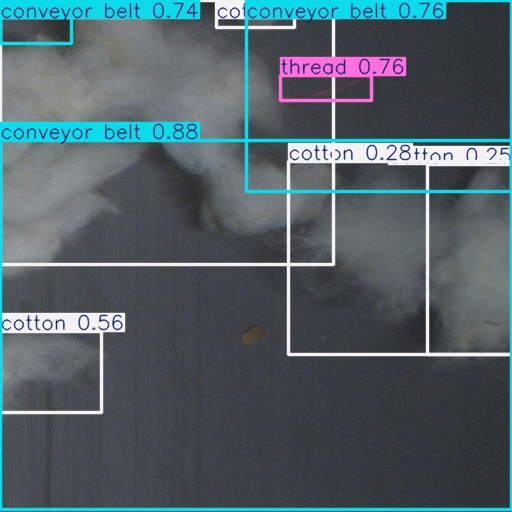 conveyor belt 0.74
cot
conveyor belt 0.76
thread 0.76
conveyor belt 0.88
cotton 0.28
tton 0.25
cotton 0.56